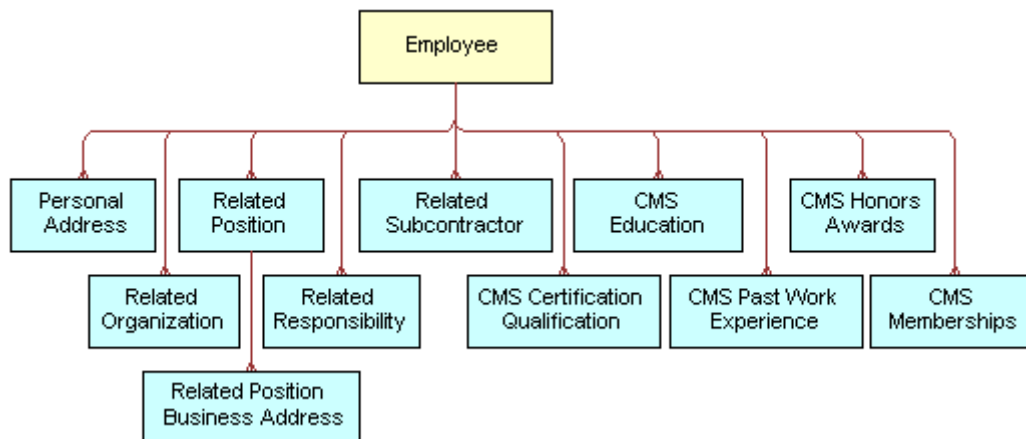 Employee
Personal
Address
Related
Position
Related
Subcontractor
CMS
Education
CMS Honors
Awards
Related
Organization
Related
Responsibility
CMS Certification
Qualification
CMS Past Work
Experience
CMS
Memberships
Related Position
Business Address